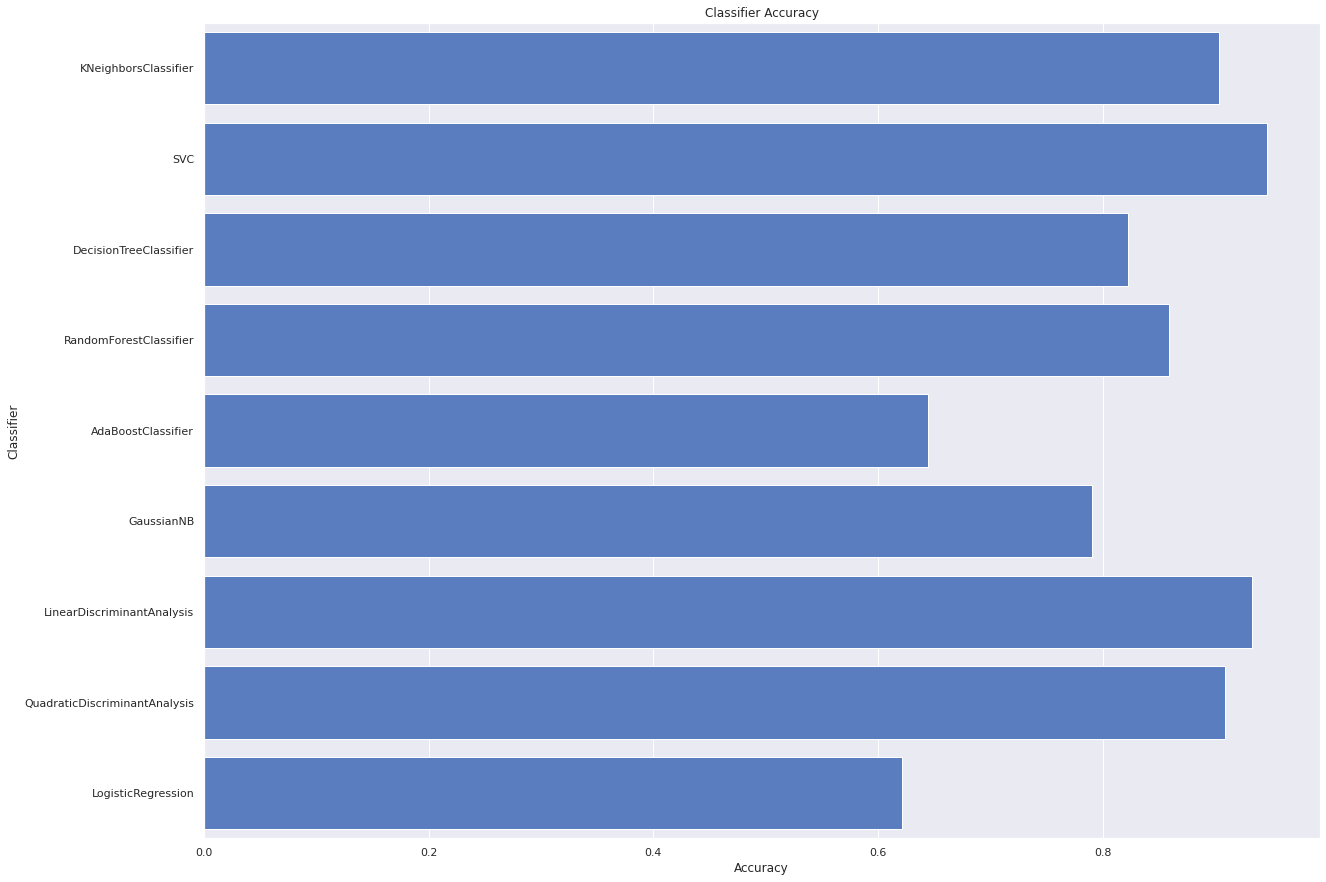 Classifier Accuracy
KNeighborsClassifier
SVC
DecisionTreeClassifier
RandomForestClassifier
AdaBoostClassifier
GaussianNB
LinearDiscriminantAnalysis
QuadraticDiscriminantAnalysis
LogisticRegression
Classifier
0.0 0.2 0.4 0.6 0.8
Accuracy